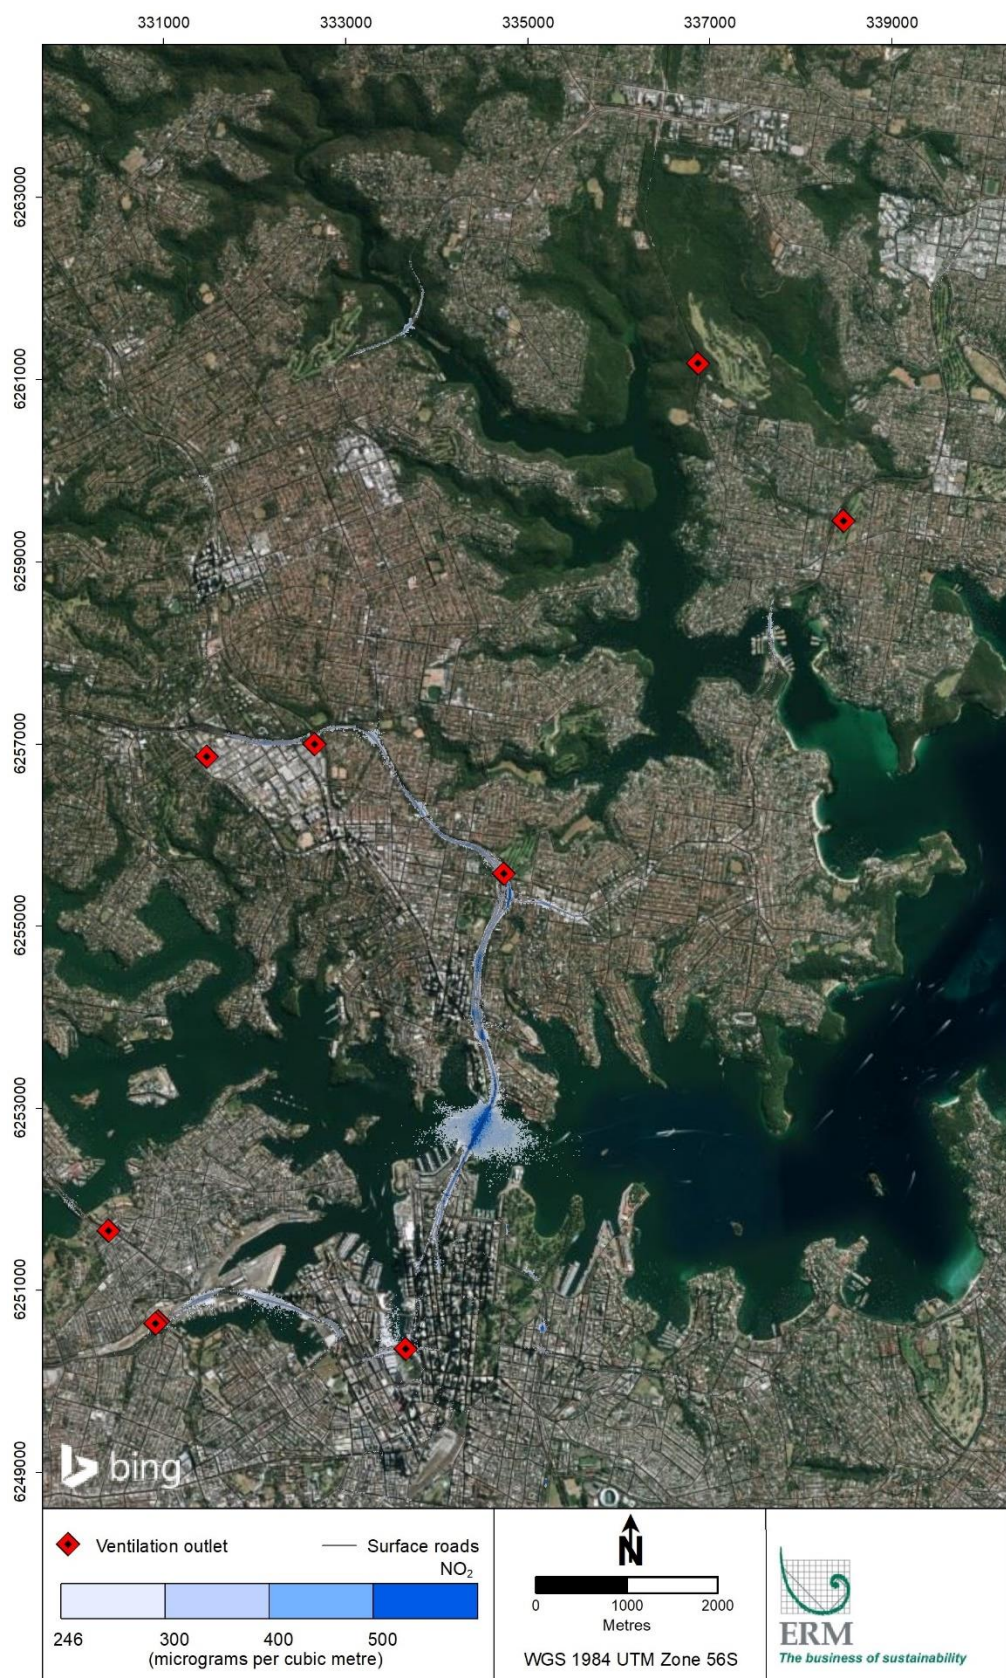 331000 333000 335000 337000 339000
6263000
6261000
6259000
6257000
6255000
6253000
6251000
6249000
bing
Ventilation outlet
Surface roads
NO₂
246 300 400 500
(micrograms per cubic metre)
N
0 1000 2000
Metres
WGS 1984 UTM Zone 56S
ERM
The business of sustainability